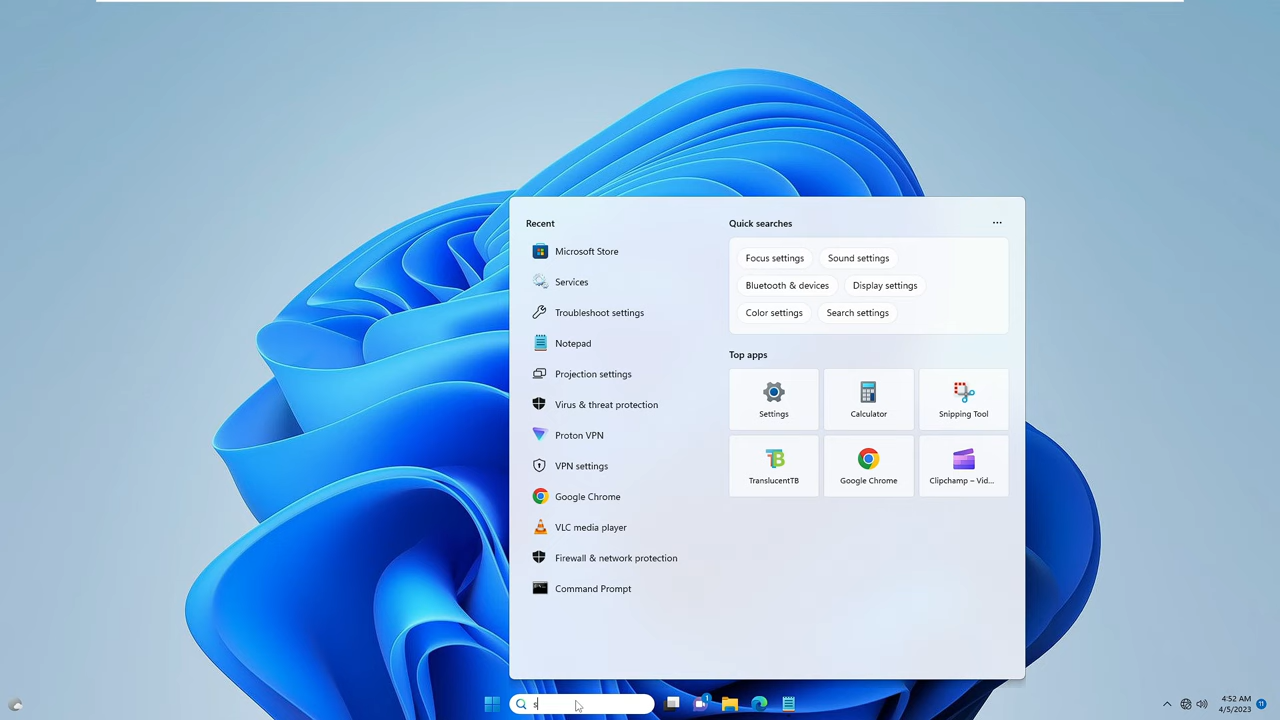 Recent
Microsoft Store
Services
Troubleshoot settings
Notepad
Projection settings
Virus & threat protection
Proton VPN
VPN settings
Google Chrome
VLC media player
Firewall & network protection
Command Prompt
Quick searches
Focus settings
Sound settings
Bluetooth & devices
Display settings
Color settings
Search settings
Top apps
Settings
Calculator
Snipping Tool
TB
TranslucentTB
Google Chrome
Clipchamp – Vid...
s
1
4:52 AM
4/5/2023
11